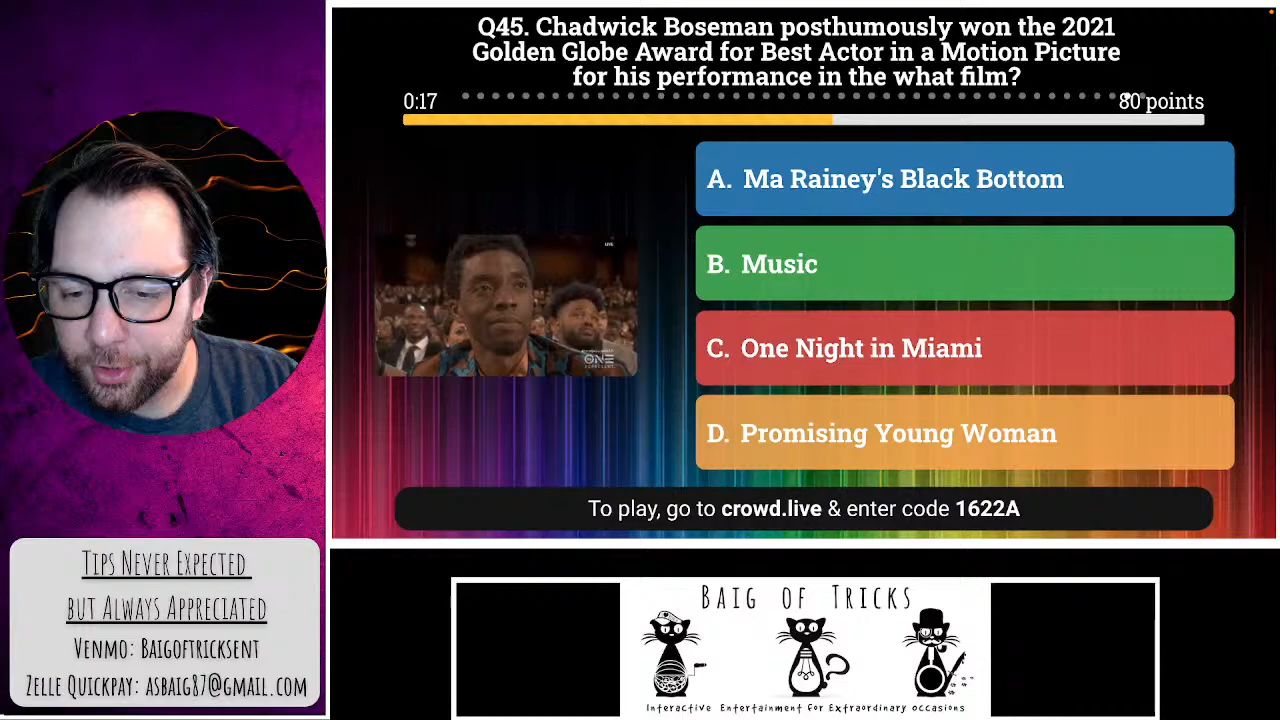 Q45. Chadwick Boseman posthumously won the 2021
Golden Globe Award for Best Actor in a Motion Picture
for his performance in the what film?
0:17
80 points
A. Ma Rainey's Black Bottom
B. Music
C. One Night in Miami
D. Promising Young Woman
LIVE
ONE
To play, go to crowd.live & enter code 1622A
Tips Never Expected
but Always Appreciated
Venmo: Baigoftricksent
Zelle Quickpay: asbaig87@gmail.com
Baig of Tricks
Interactive Entertainment for Extraordinary Occasions